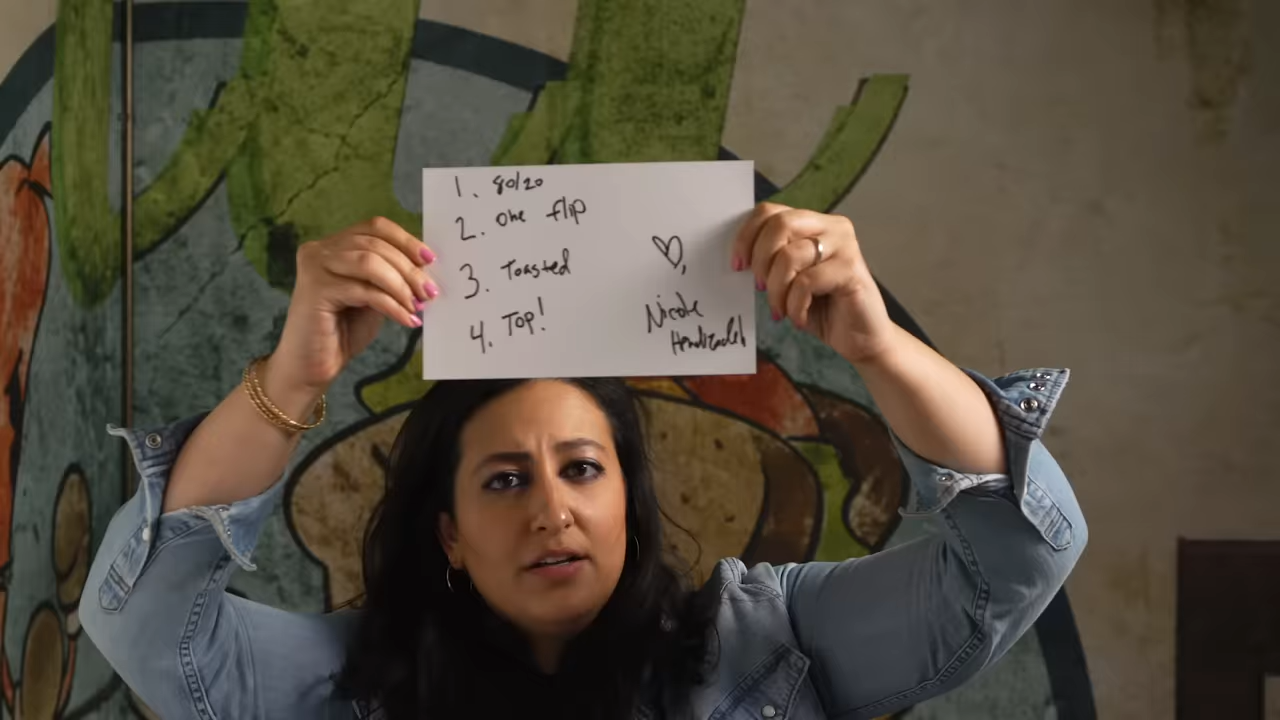 1. 80/20
2. one flip
3. Toasted
4. Top!
♡,
Nicole